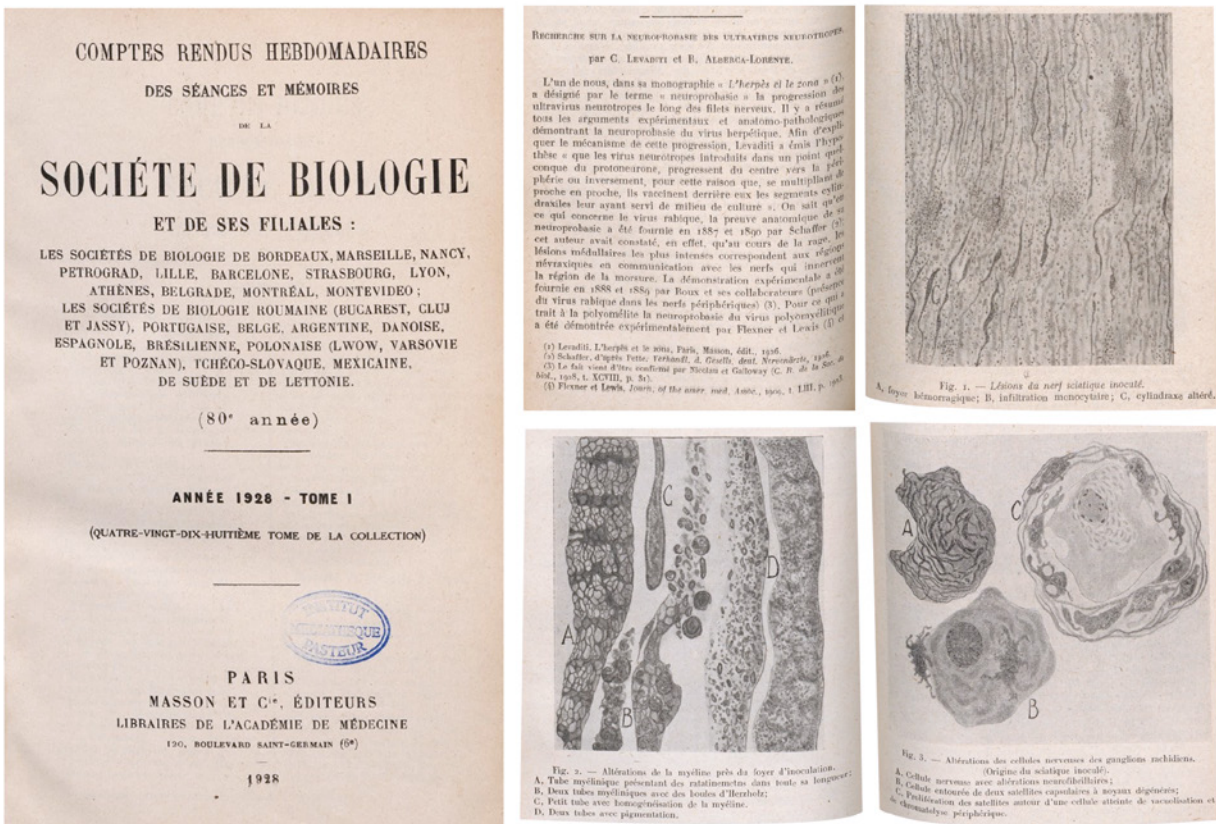 COMPTES RENDUS HEBDOMADAIRES
DES SÉANCES ET MÉMOIRES
DE LA
SOCIÉTE DE BIOLOGIE
ET DE SES FILIALES :
LES SOCIÉTÉS DE BIOLOGIE DE BORDEAUX, MARSEILLE, NANCY,
PETROGRAD, LILLE, BARCELONE, STRASBOURG, LYON,
ATHÈNES, BELGRADE, MONTRÉAL, MONTEVIDEO ;
LES SOCIÉTÉS DE BIOLOGIE ROUMAINE (BUCAREST, CLUJ
ET JASSY), PORTUGAISE, BELGE, ARGENTINE, DANOISE,
ESPAGNOLE, BRÉSILIENNE, POLONAISE (LWOW, VARSOVIE
ET POZNAN), TCHÉCO-SLOVAQUE, MEXICAINE,
DE SUÈDE ET DE LETTONIE.
(80e année)
ANNÉE 1928 - TOME I
(QUATRE-VINGT-DIX-HUITIÈME TOME DE LA COLLECTION)
INSTITUT
BIBLIOTHEQUE
PASTEUR
PARIS
MASSON ET Cie, ÉDITEURS
LIBRAIRES DE L'ACADÉMIE DE MÉDECINE
120, BOULEVARD SAINT-GERMAIN (6e)
1928
RECHERCHE SUR LA NEUROPROBASIE DES ULTRAVIRUS NEUROTROPES,
par C. LEVADITI et R. ALBERCA-LORENTE.
L'un de nous, dans sa monographie « L'herpès et le zona » (1),
a désigné par le terme « neuroprobasie » la progression des
ultravirus neurotropes le long des filets nerveux. Il y a résumé
tous les arguments expérimentaux et anatomo-pathologiques
démontrant la neuroprobasie du virus herpétique. Afin d'expli-
quer le mécanisme de cette progression, Levaditi a émis l'hypo-
thèse « que les virus neurotropes introduits dans un point quel-
conque du protoneurone, progressent du centre vers la péri-
phérie ou inversement, pour cette raison que, se multipliant de
proche en proche, ils vaccinent derrière eux les segments cylin-
draxiles leur ayant servi de milieu de culture ». On sait qu'en
ce qui concerne le virus rabique, la preuve anatomique de sa
neuroprobasie a été fournie en 1887 et 1890 par Schaffer (2);
cet auteur avait constaté, en effet, qu'au cours de la rage, les
lésions médullaires les plus intenses correspondent aux régions
névraxiques en communication avec les nerfs qui innervent
la région de la morsure. La démonstration expérimentale a été
fournie en 1888 et 1889 par Roux et ses collaborateurs (présence
du virus rabique dans les nerfs périphériques) (3). Pour ce qui a
trait à la polyomélite la neuroprobasie du virus polyomyélitique
a été démontrée expérimentalement par Flexner et Lewis (4) et
(1) Levaditi. L'herpès et le zona, Paris, Masson, édit., 1926.
(2) Schaffer, d'après Pette. Verhandl. d. Gesells. deut. Nervenärzte, 1926.
(3) Le fait vient d'être confirmé par Nicolau et Galloway (C. R. de la Soc. de
biol., 1928, t. XCVIII, p. 31).
(4) Flexner et Lewis, Journ. of the amer. med. Assoc., 1909, t. LIII, p.
C
Fig. 1. — Lésions du nerf sciatique inoculé.
A, foyer hémorragique; B, infiltration monocytaire; C, cylindraxe altéré.
A
B
C
D
Fig. 2. — Altérations de la myéline près du foyer d'inoculation.
A, Tube myélinique présentant des ratatinemetns dans toute sa longueur;
B, Deux tubes myéliniques avec des boules d'Herzholz;
C, Petit tube avec homogénéisation de la myéline.
D, Deux tubes avec pigmentation.
A
C
B
Fig. 3. — Altérations des cellules nerveuses des ganglions rachidiens.
(Origine du sciatique inoculé).
A, Cellule nerveuse avec altérations neurofibrillaires;
B, Cellule entourée de deux satellites capsulaires à noyaux dégénérés;
C, Prolifération des satellites autour d'une cellule atteinte de vacuolisation et
de chromatolyse périphérique.